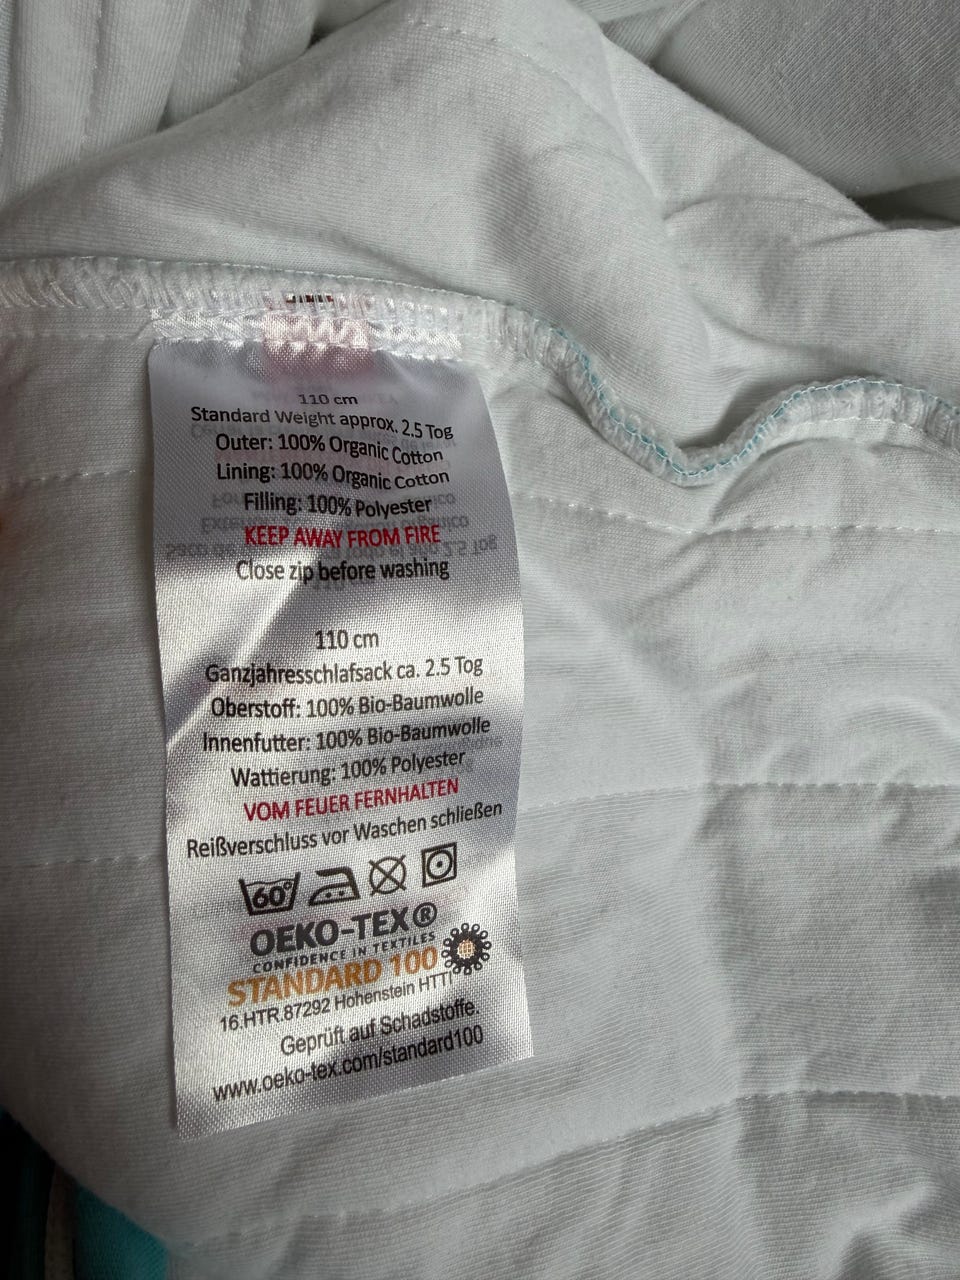 110 cm
Standard Weight approx. 2.5 Tog
Outer: 100% Organic Cotton
Lining: 100% Organic Cotton
Filling: 100% Polyester
KEEP AWAY FROM FIRE
Close zip before washing
110 cm
Ganzjahresschlafsack ca. 2.5 Tog
Oberstoff: 100% Bio-Baumwolle
Innenfutter: 100% Bio-Baumwolle
Wattierung: 100% Polyester
VOM FEUER FERNHALTEN
Reißverschluss vor Waschen schließen
60°
OEKO-TEX®
CONFIDENCE IN TEXTILES
STANDARD 100
16.HTR.87292 Hohenstein HTTI
Geprüft auf Schadstoffe.
www.oeko-tex.com/standard100